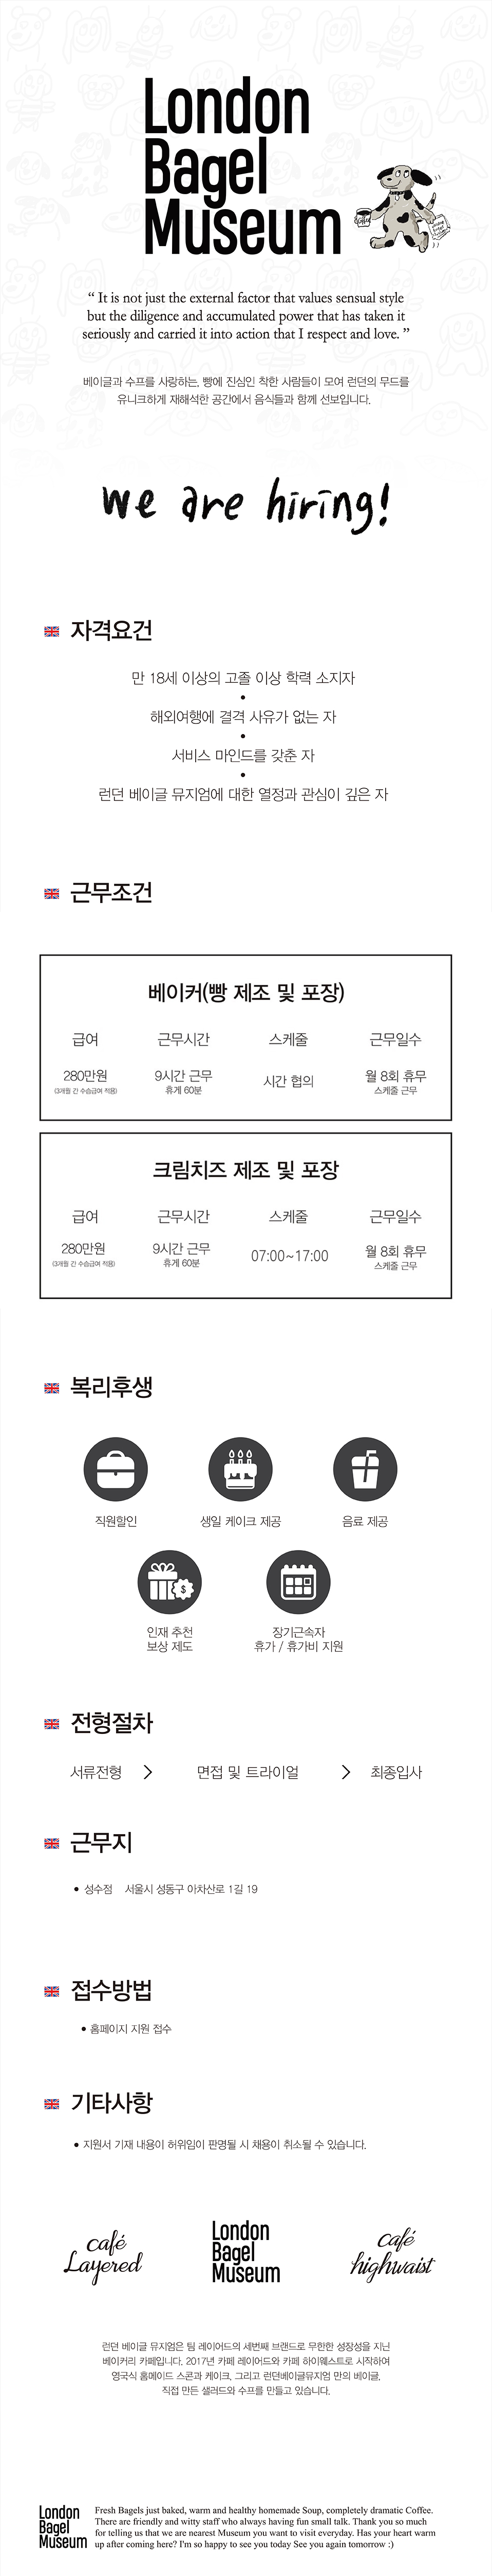 London
Bagel
Museum
“ It is not just the external factor that values sensual style
but the diligence and accumulated power that has taken it
seriously and carried it into action that I respect and love. ”
베이글과 수프를 사랑하는, 빵에 진심인 착한 사람들이 모여 런던의 무드를
유니크하게 재해석한 공간에서 음식들과 함께 선보입니다.
we are hiring!
자격요건
만 18세 이상의 고졸 이상 학력 소지자
•
해외여행에 결격 사유가 없는 자
•
서비스 마인드를 갖춘 자
•
런던 베이글 뮤지엄에 대한 열정과 관심이 깊은 자
근무조건
베이커(빵 제조 및 포장)
급여 근무시간 스케줄 근무일수
280만원 9시간 근무 시간 협의 월 8회 휴무
(3개월 간 수습급여 적용) 휴게 60분 스케줄 근무
크림치즈 제조 및 포장
급여 근무시간 스케줄 근무일수
280만원 9시간 근무 07:00~17:00 월 8회 휴무
(3개월 간 수습급여 적용) 휴게 60분 스케줄 근무
복리후생
직원할인 생일 케이크 제공 음료 제공
인재 추천 장기근속자
보상 제도 휴가 / 휴가비 지원
전형절차
서류전형 > 면접 및 트라이얼 > 최종입사
근무지
• 성수점 서울시 성동구 아차산로 1길 19
접수방법
• 홈페이지 지원 접수
기타사항
• 지원서 기재 내용이 허위임이 판명될 시 채용이 취소될 수 있습니다.
café
Layered
London
Bagel
Museum
café
highwaist
런던 베이글 뮤지엄은 팀 레이어드의 세번째 브랜드로 무한한 성장성을 지닌
베이커리 카페입니다. 2017년 카페 레이어드와 카페 하이웨스트로 시작하여
영국식 홈메이드 스콘과 케이크, 그리고 런던베이글뮤지엄 만의 베이글,
직접 만든 샐러드와 수프를 만들고 있습니다.
London
Bagel
Museum
Fresh Bagels just baked, warm and healthy homemade Soup, completely dramatic Coffee.
There are friendly and witty staff who always having fun small talk. Thank you so much
for telling us that we are nearest Museum you want to visit everyday. Has your heart warm
up after coming here? I'm so happy to see you today See you again tomorrow :)